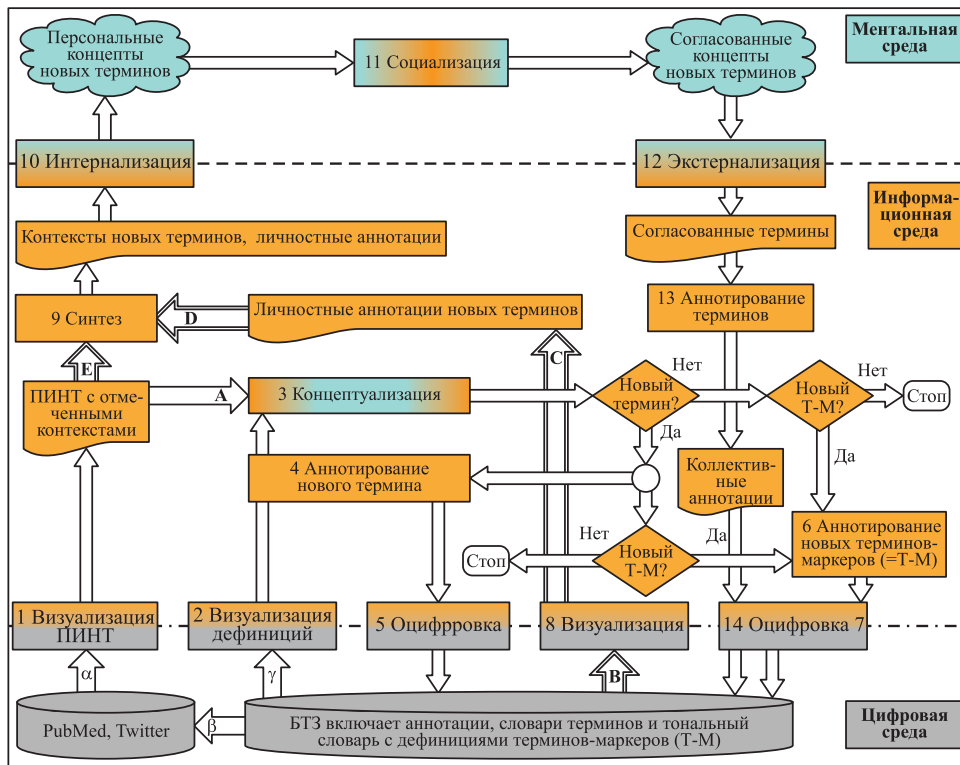 Персональные
концепты
новых терминов
11 Социализация
Согласованные
концепты
новых терминов
Ментальная
среда
10 Интернализация
12 Экстернализация
Информа-
ционная
среда
Контексты новых терминов, личностные аннотации
Согласованные термины
9 Синтез
D
Личностные аннотации новых терминов
13 Аннотирование
терминов
E
C
ПИНТ с отме-
ченными
контекстами
A
3 Концептуализация
Новый
термин?
Нет
Новый
Т-М?
Нет
Стоп
Да
Да
4 Аннотирование
нового термина
Коллектив-
ные
аннотации
Стоп
Нет
Новый
Т-М?
Да
6 Аннотирование
новых терминов-
маркеров (=Т-М)
1 Визуализация
ПИНТ
2 Визуализация
дефиниций
5 Оцифрровка
8 Визуализация
14 Оцифровка 7
α
γ
B
PubMed, Twitter
β
БТЗ включает аннотации, словари терминов и тональный
словарь с дефинициями терминов-маркеров (Т-М)
Цифровая
среда